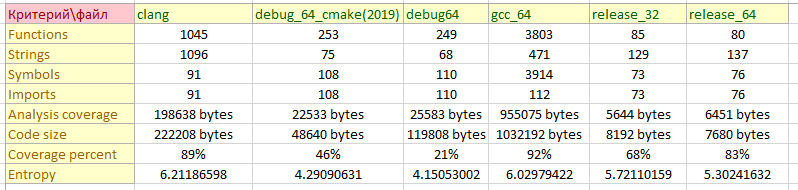 Критерий\файл clang debug_64_cmake(2019) debug64 gcc_64 release_32 release_64
Functions 1045 253 249 3803 85 80
Strings 1096 75 68 471 129 137
Symbols 91 108 110 3914 73 76
Imports 91 108 110 112 73 76
Analysis coverage 198638 bytes 22533 bytes 25583 bytes 955075 bytes 5644 bytes 6451 bytes
Code size 222208 bytes 48640 bytes 119808 bytes 1032192 bytes 8192 bytes 7680 bytes
Coverage percent 89% 46% 21% 92% 68% 83%
Entropy 6.21186598 4.29090631 4.15053002 6.02979422 5.72110159 5.30241632